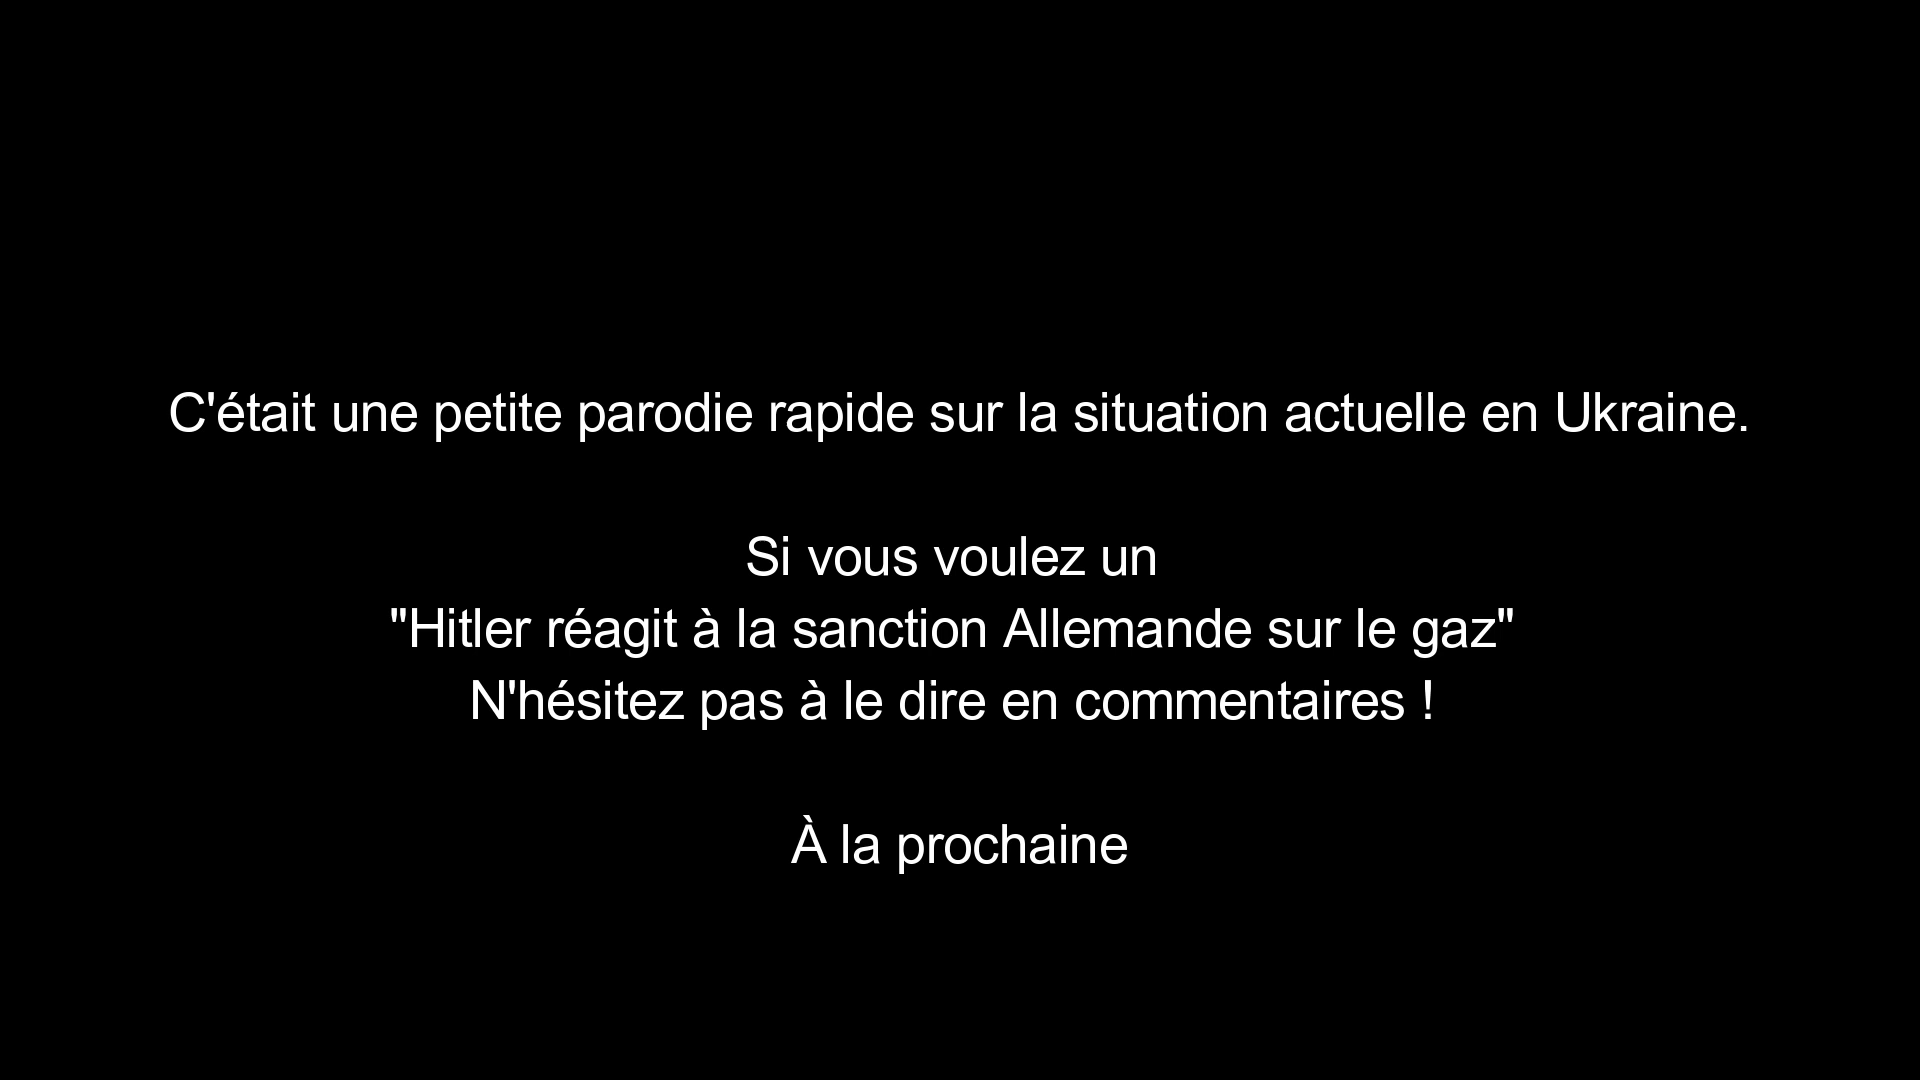 C'était une petite parodie rapide sur la situation actuelle en Ukraine.
Si vous voulez un
"Hitler réagit à la sanction Allemande sur le gaz"
N'hésitez pas à le dire en commentaires !
À la prochaine